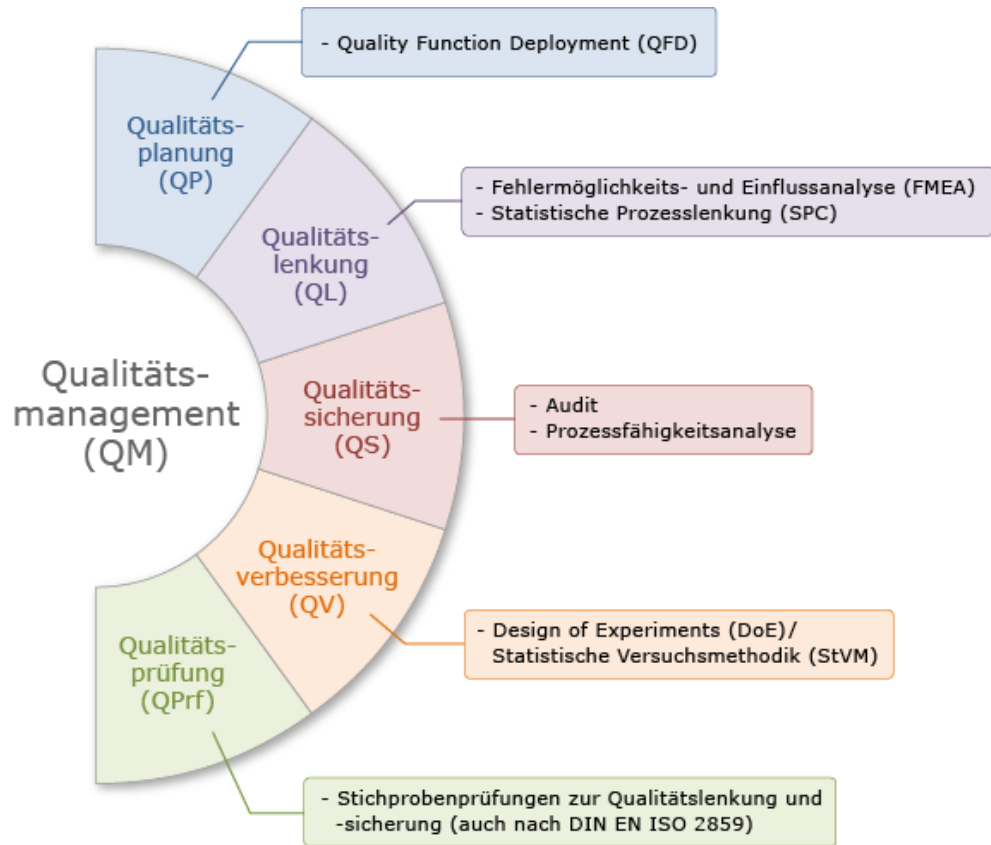 Qualitäts-
management
(QM)
Qualitäts-
planung
(QP)
- Quality Function Deployment (QFD)
Qualitäts-
lenkung
(QL)
- Fehlermöglichkeits- und Einflussanalyse (FMEA)
- Statistische Prozesslenkung (SPC)
Qualitäts-
sicherung
(QS)
- Audit
- Prozessfähigkeitsanalyse
Qualitäts-
verbesserung
(QV)
- Design of Experiments (DoE)/
Statistische Versuchsmethodik (StVM)
Qualitäts-
prüfung
(QPrf)
- Stichprobenprüfungen zur Qualitätslenkung und
-sicherung (auch nach DIN EN ISO 2859)